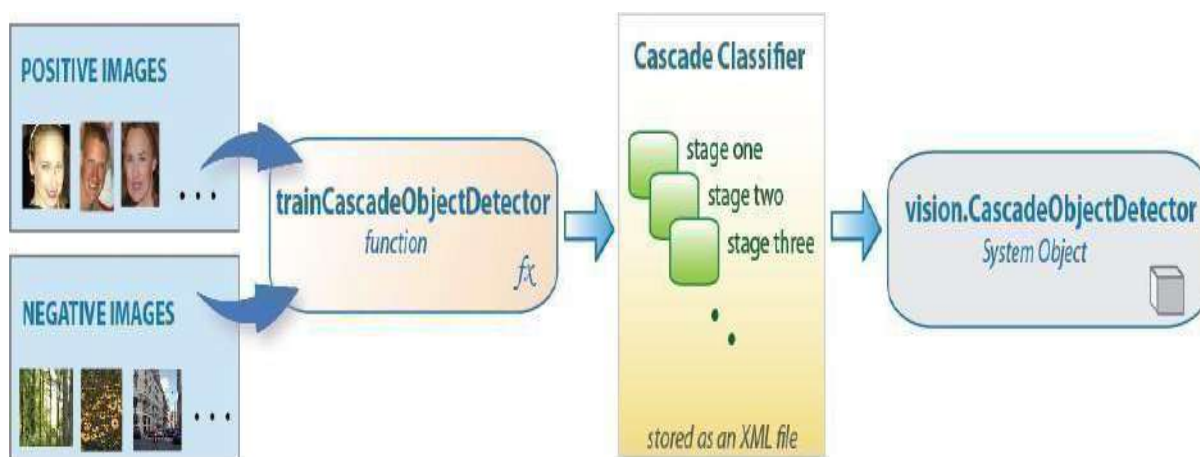 POSITIVE IMAGES
. . .
NEGATIVE IMAGES
. . . .
trainCascadeObjectDetector
function
fx
Cascade Classifier
stage one
stage two
stage three
stored as an XML file
vision.CascadeObjectDetector
System Object